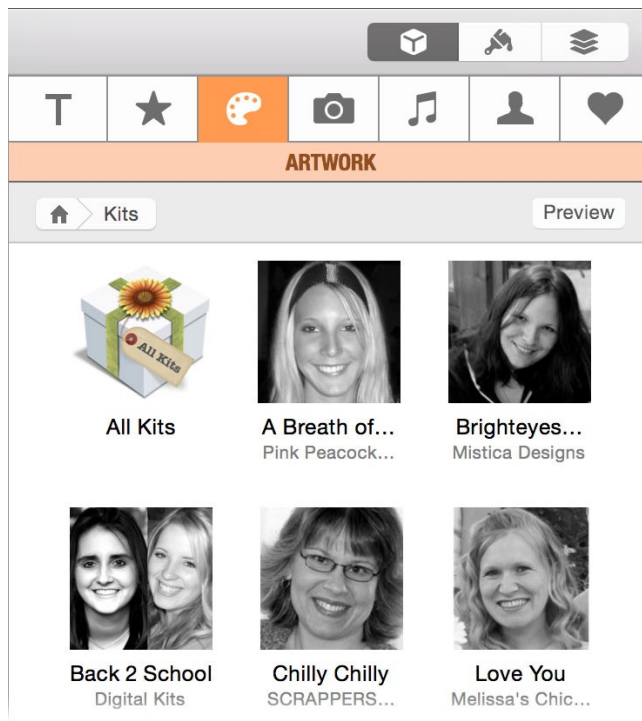 T
ARTWORK
Kits
Preview
All Kits
All Kits
A Breath of...
Brighteyes...
Pink Peacock...
Mistica Designs
Back 2 School
Chilly Chilly
Love You
Digital Kits
SCRAPPERS...
Melissa's Chic...